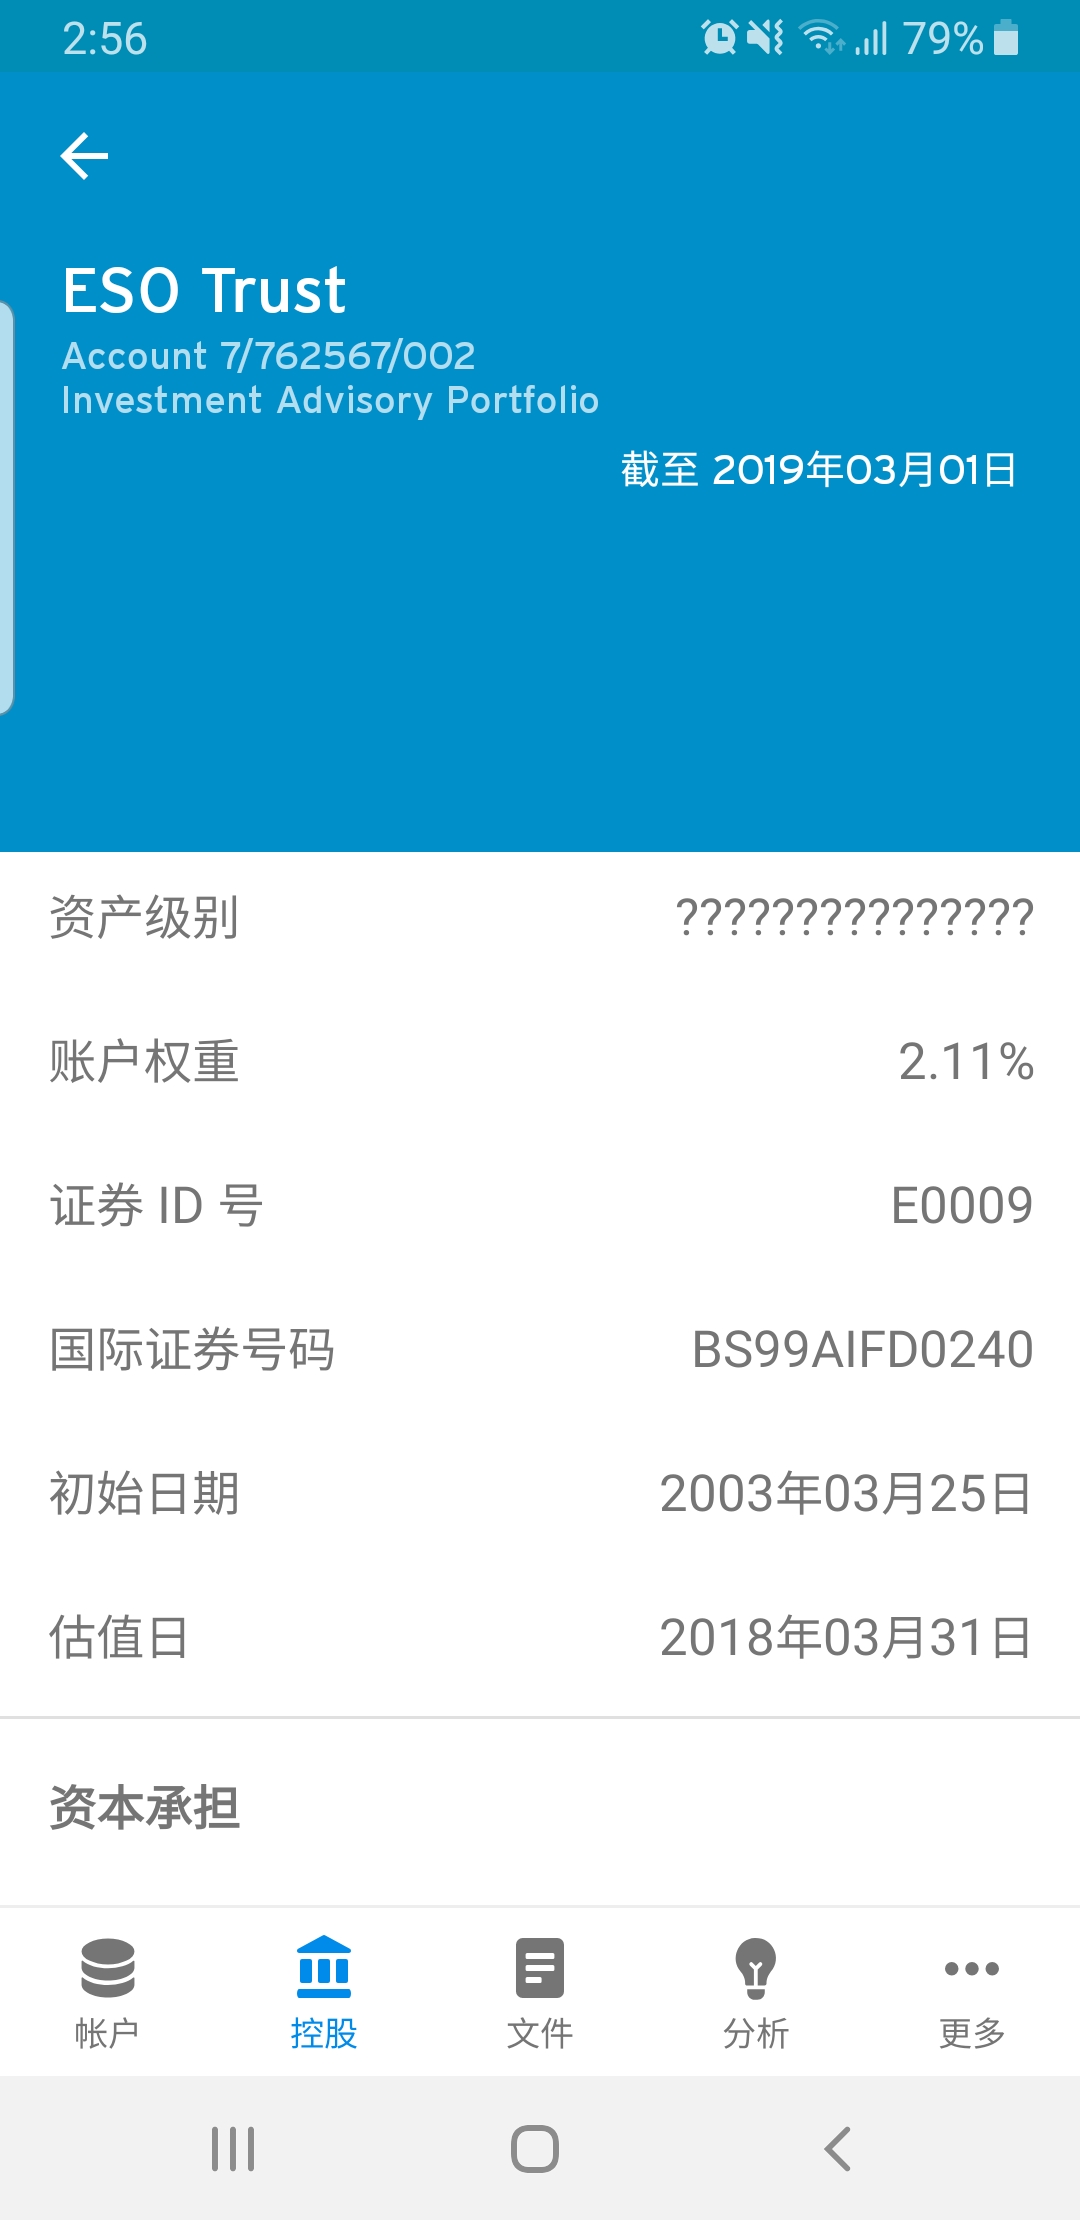 2:56 79%
ESO Trust
Account 7/762567/002
Investment Advisory Portfolio
截至 2019年03月01日
资产级别 ???????????????
账户权重 2.11%
证券 ID 号 E0009
国际证券号码 BS99AIFD0240
初始日期 2003年03月25日
估值日 2018年03月31日
资本承担
帐户 控股 文件 分析 更多